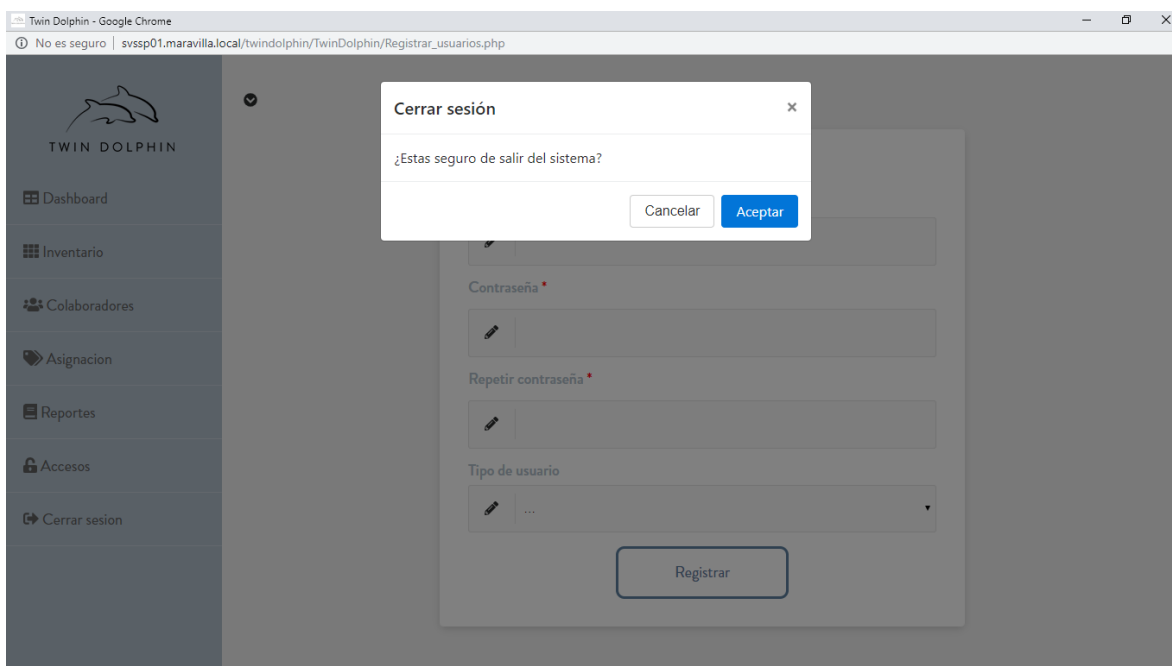 Twin Dolphin - Google Chrome
No es seguro | svssp01.maravilla.local/twindolphin/TwinDolphin/Registrar_usuarios.php
TWIN DOLPHIN
Dashboard
Inventario
Colaboradores
Asignacion
Reportes
Accesos
Cerrar sesion
Cerrar sesión
×
¿Estas seguro de salir del sistema?
Cancelar
Aceptar
Contraseña *
Repetir contraseña *
Tipo de usuario
...
Registrar